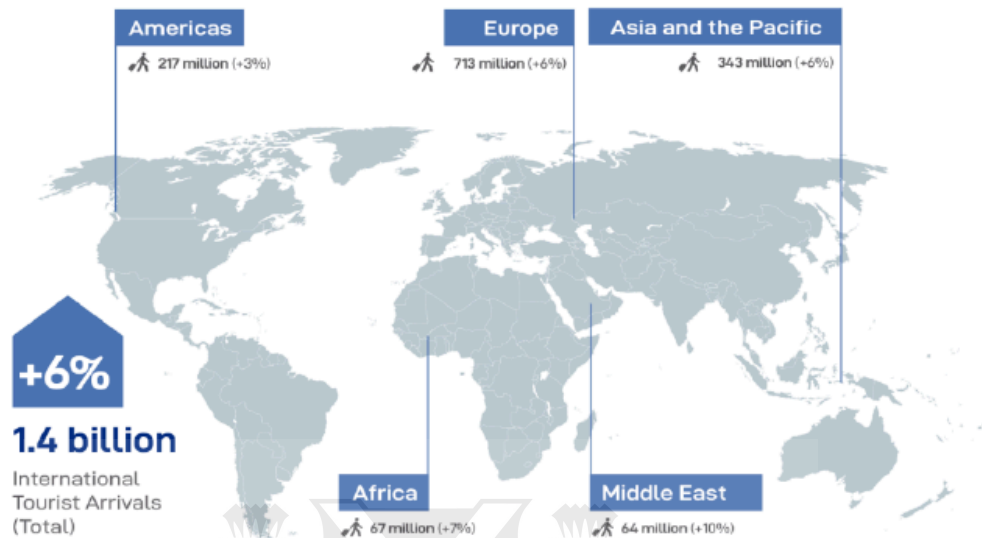 Americas
217 million (+3%)
Europe
713 million (+6%)
Asia and the Pacific
343 million (+6%)
+6%
1.4 billion
International
Tourist Arrivals
(Total)
Africa
67 million (+7%)
Middle East
64 million (+10%)